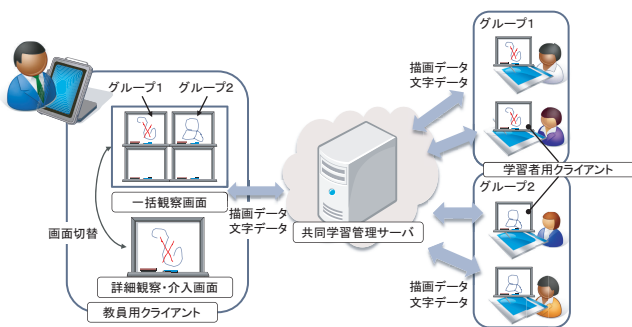 グループ1
グループ2
一括観察画面
画面切替
詳細観察・介入画面
教員用クライアント
描画データ
文字データ
共同学習管理サーバ
描画データ
文字データ
描画データ
文字データ
グループ1
学習者用クライアント
グループ2